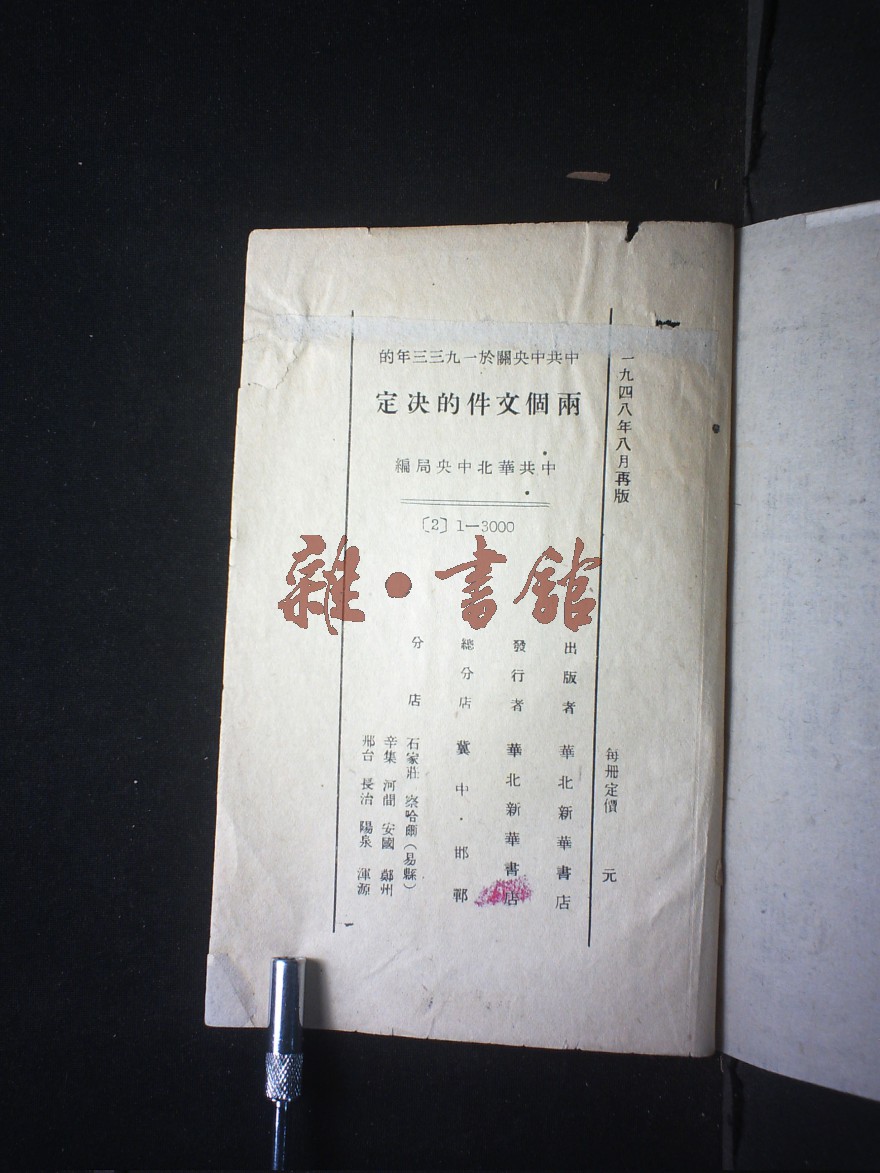 一九四八年八月再版
每冊定價　元
中共中央關於一九三三年的
兩個文件的决定
中共華北中央局編
〔2〕1—3000
雜·書館
出版者　華北新華書店
發行者　華北新華書店
總分店　冀中·邯鄲
分店　石家莊　察哈爾(易縣)
辛集　河間　安國　鄭州
邢台　長治　陽泉　渾源